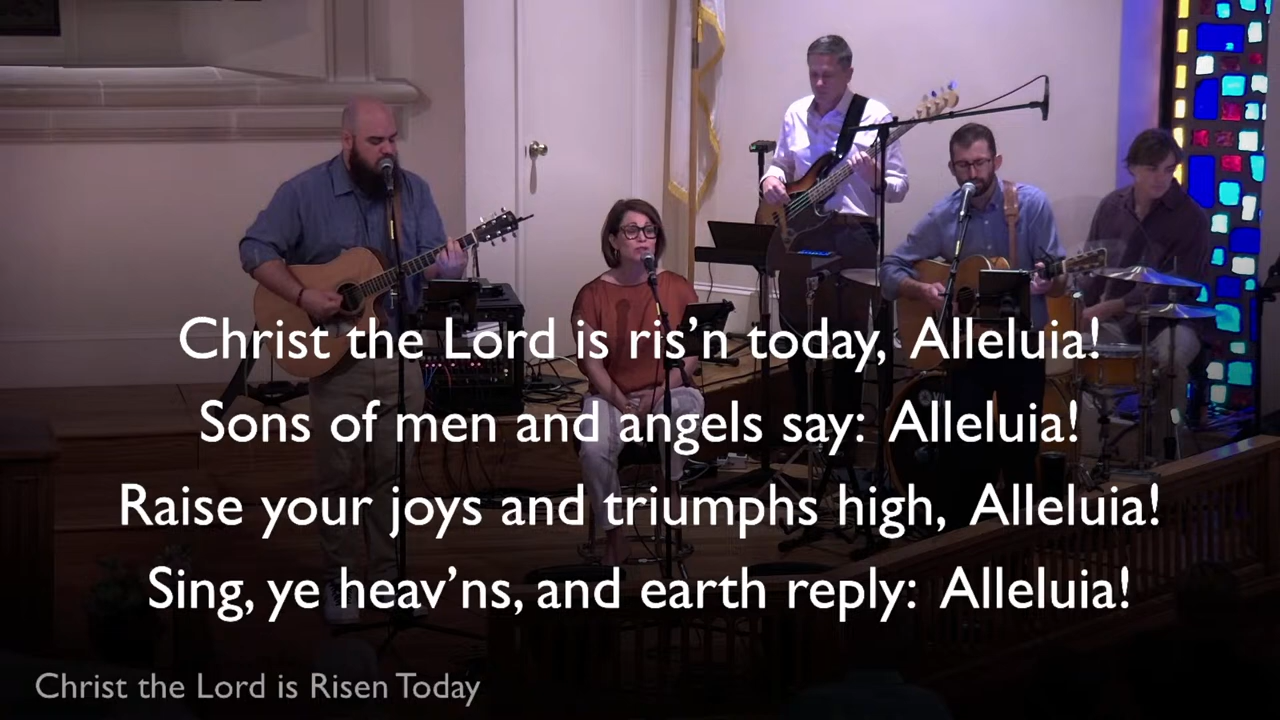 Christ the Lord is ris’n today, Alleluia!
Sons of men and angels say: Alleluia!
Raise your joys and triumphs high, Alleluia!
Sing, ye heav’ns, and earth reply: Alleluia!
Christ the Lord is Risen Today